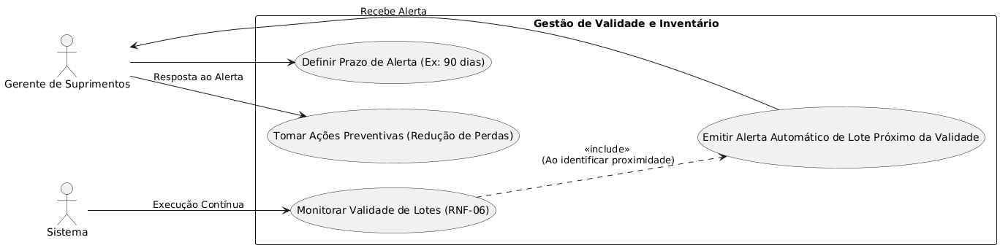 Recebe Alerta
Gestão de Validade e Inventário
Definir Prazo de Alerta (Ex: 90 dias)
Gerente de Suprimentos
Resposta ao Alerta
Tomar Ações Preventivas (Redução de Perdas)
Emitir Alerta Automático de Lote Próximo da Validade
«include»
(Ao identificar proximidade)
Execução Contínua
Monitorar Validade de Lotes (RNF-06)
Sistema